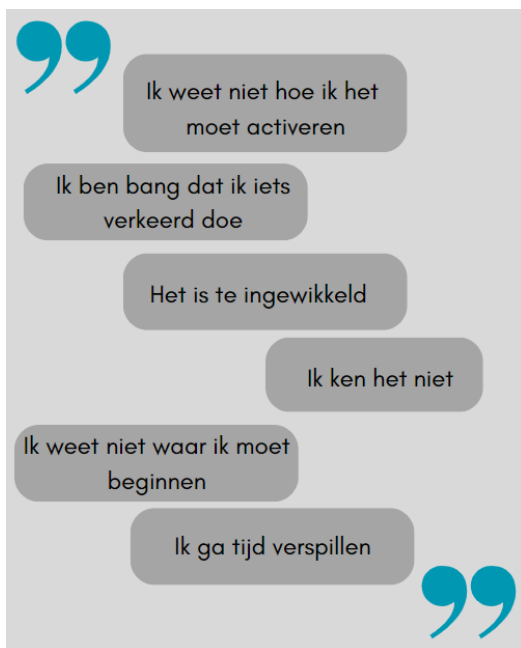 Ik weet niet hoe ik het
moet activeren
Ik ben bang dat ik iets
verkeerd doe
Het is te ingewikkeld
Ik ken het niet
Ik weet niet waar ik moet
beginnen
Ik ga tijd verspillen